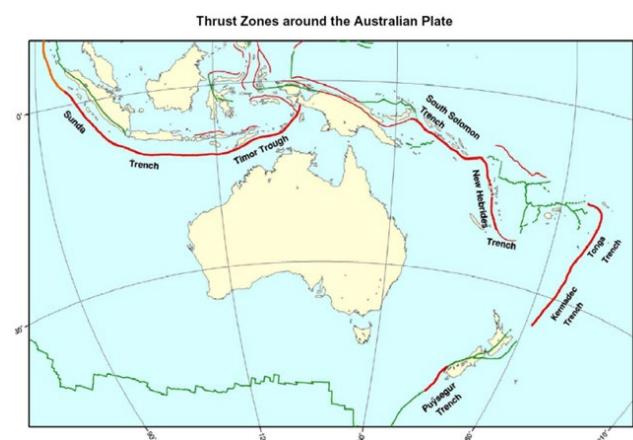 Thrust Zones around the Australian Plate
0°
Sunda
Trench
Timor Trough
South Solomon
Trench
New Hebrides
Trench
Tonga
Trench
Kermadec
Trench
Puysegur
Trench